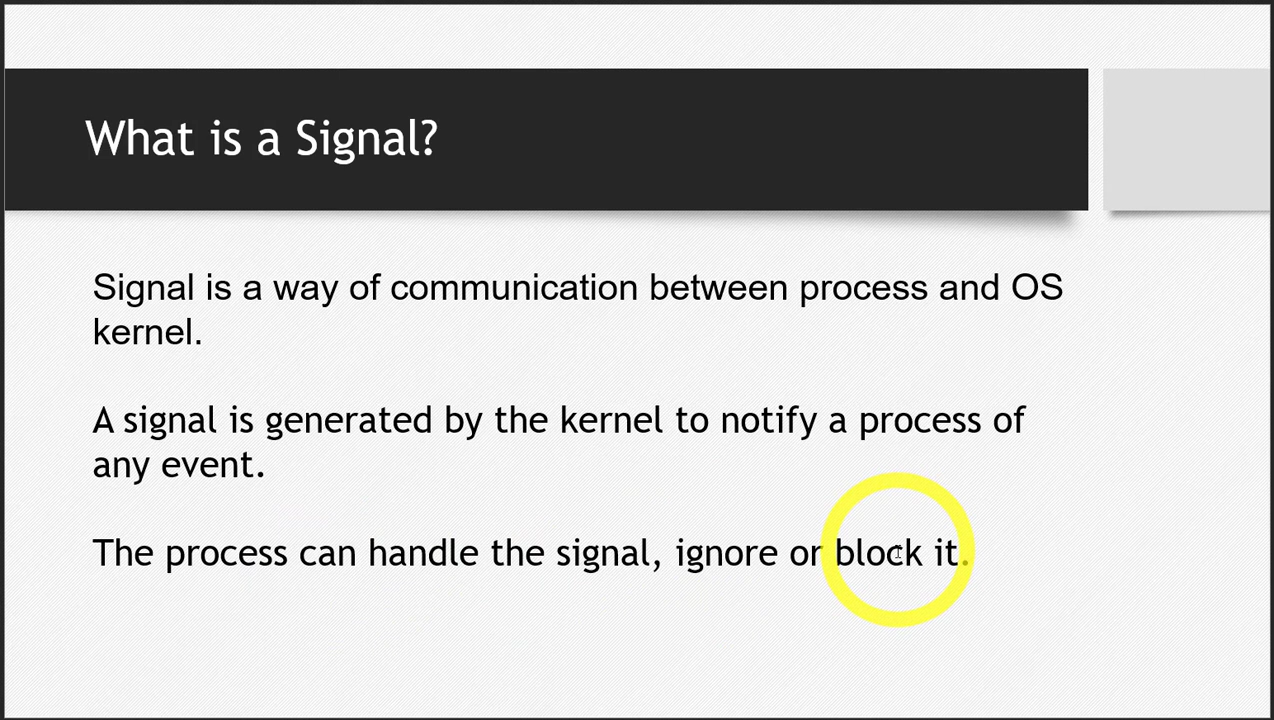 What is a Signal?
Signal is a way of communication between process and OS
kernel.
A signal is generated by the kernel to notify a process of
any event.
The process can handle the signal, ignore or block it.